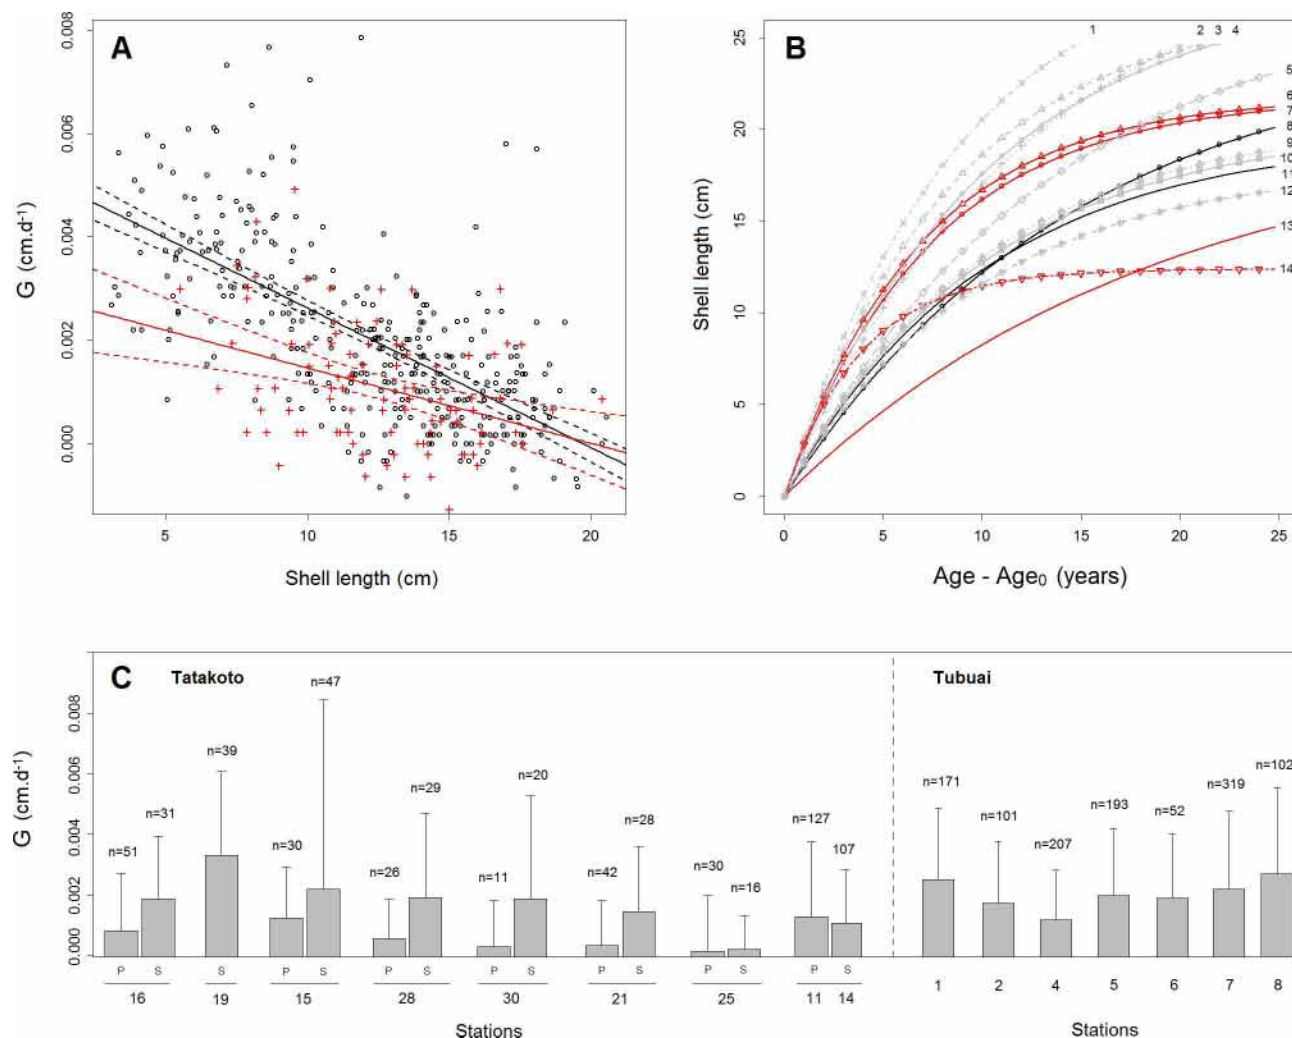 A
0.008
0.006
0.004
0.002
0.000
G (cm.d-1)
5
10
15
20
Shell length (cm)
B
25
20
15
10
5
0
Shell length (cm)
1
2
3
4
5
6
7
8
9
10
11
12
13
14
0
5
10
15
20
25
Age - Age0 (years)
C
Tatakoto
Tubuai
0.008
0.006
0.004
0.002
0.000
G (cm.d-1)
n=51
n=31
n=39
n=30
n=47
n=26
n=29
n=11
n=20
n=42
n=28
n=30
n=16
n=127
107
n=171
n=101
n=207
n=193
n=52
n=319
n=102
P S S P S P S P S P S P S P S
16 19 15 28 30 21 25 11 14
1 2 4 5 6 7 8
Stations
Stations